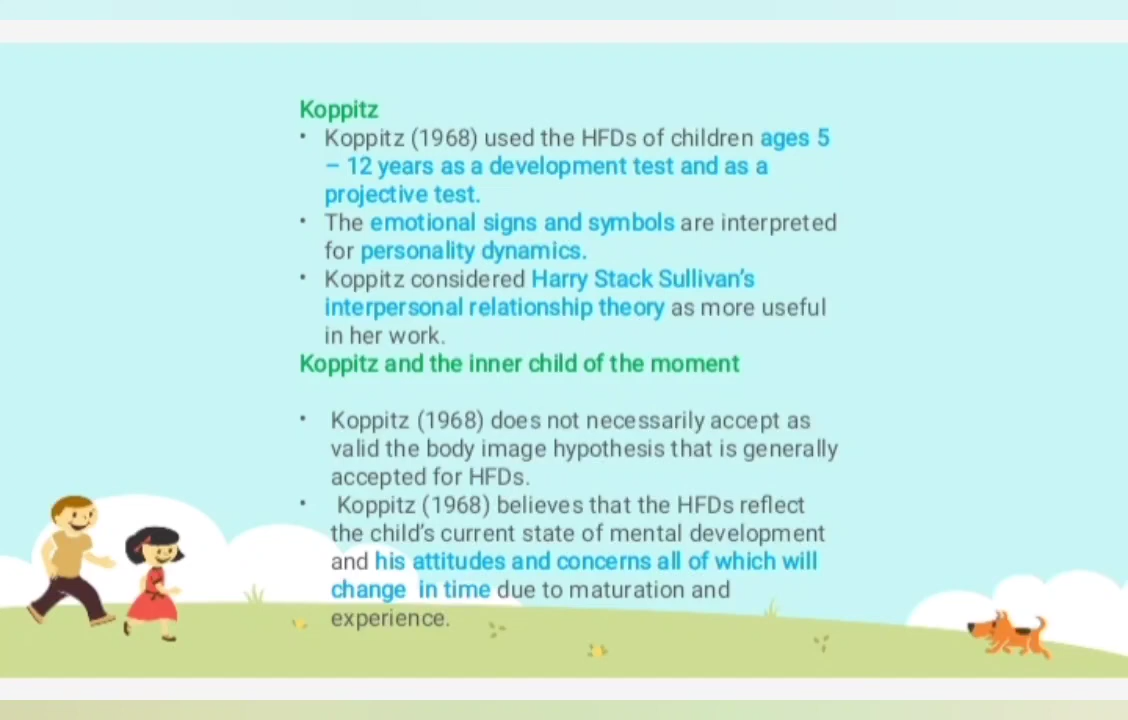 Koppitz
• Koppitz (1968) used the HFDs of children ages 5
– 12 years as a development test and as a
projective test.
• The emotional signs and symbols are interpreted
for personality dynamics.
• Koppitz considered Harry Stack Sullivan's
interpersonal relationship theory as more useful
in her work.
Koppitz and the inner child of the moment
• Koppitz (1968) does not necessarily accept as
valid the body image hypothesis that is generally
accepted for HFDs.
• Koppitz (1968) believes that the HFDs reflect
the child's current state of mental development
and his attitudes and concerns all of which will
change in time due to maturation and
experience.